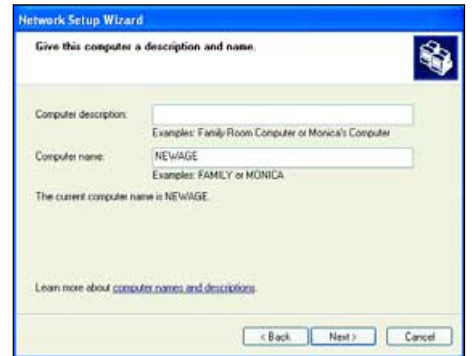 Network Setup Wizard
Give this computer a description and name.
Computer description:
Examples: Family Room Computer or Monica's Computer
Computer name: NEWAGE
Examples: FAMILY or MONICA
The current computer name is NEWAGE.
Learn more about computer names and descriptions.
< Back Next > Cancel